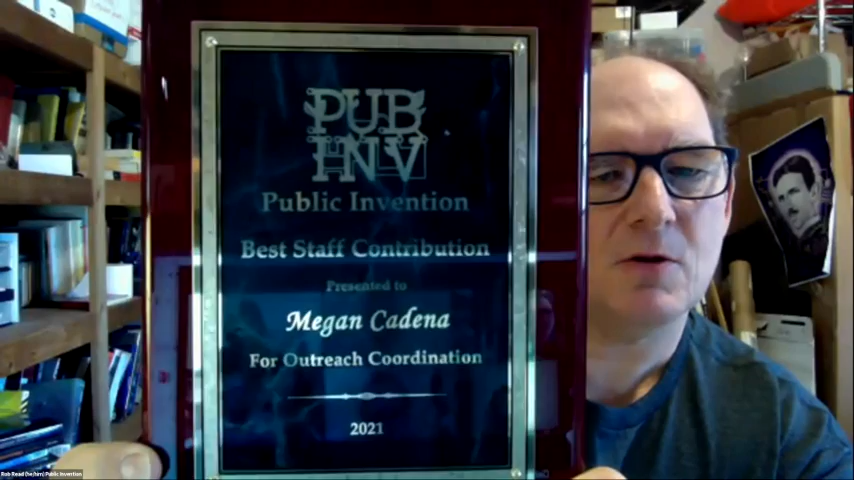 PUB
INV
Public Invention
Best Staff Contribution
Presented to
Megan Cadena
For Outreach Coordination
2021
Rob Read (he/him) Public Invention